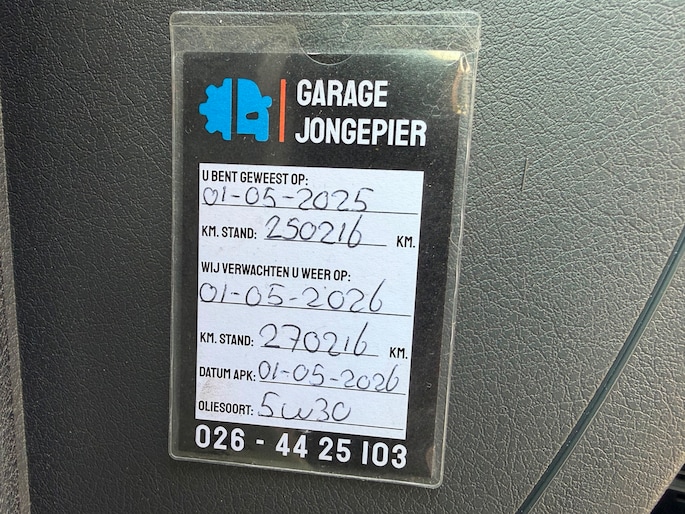 GARAGE
JONGEPIER
U BENT GEWEEST OP:
01-05-2025
KM. STAND: 250216 KM.
WIJ VERWACHTEN U WEER OP:
01-05-2026
KM. STAND: 270216 KM.
DATUM APK: 01-05-2026
OLIESOORT: 5W30
026 - 44 25 103